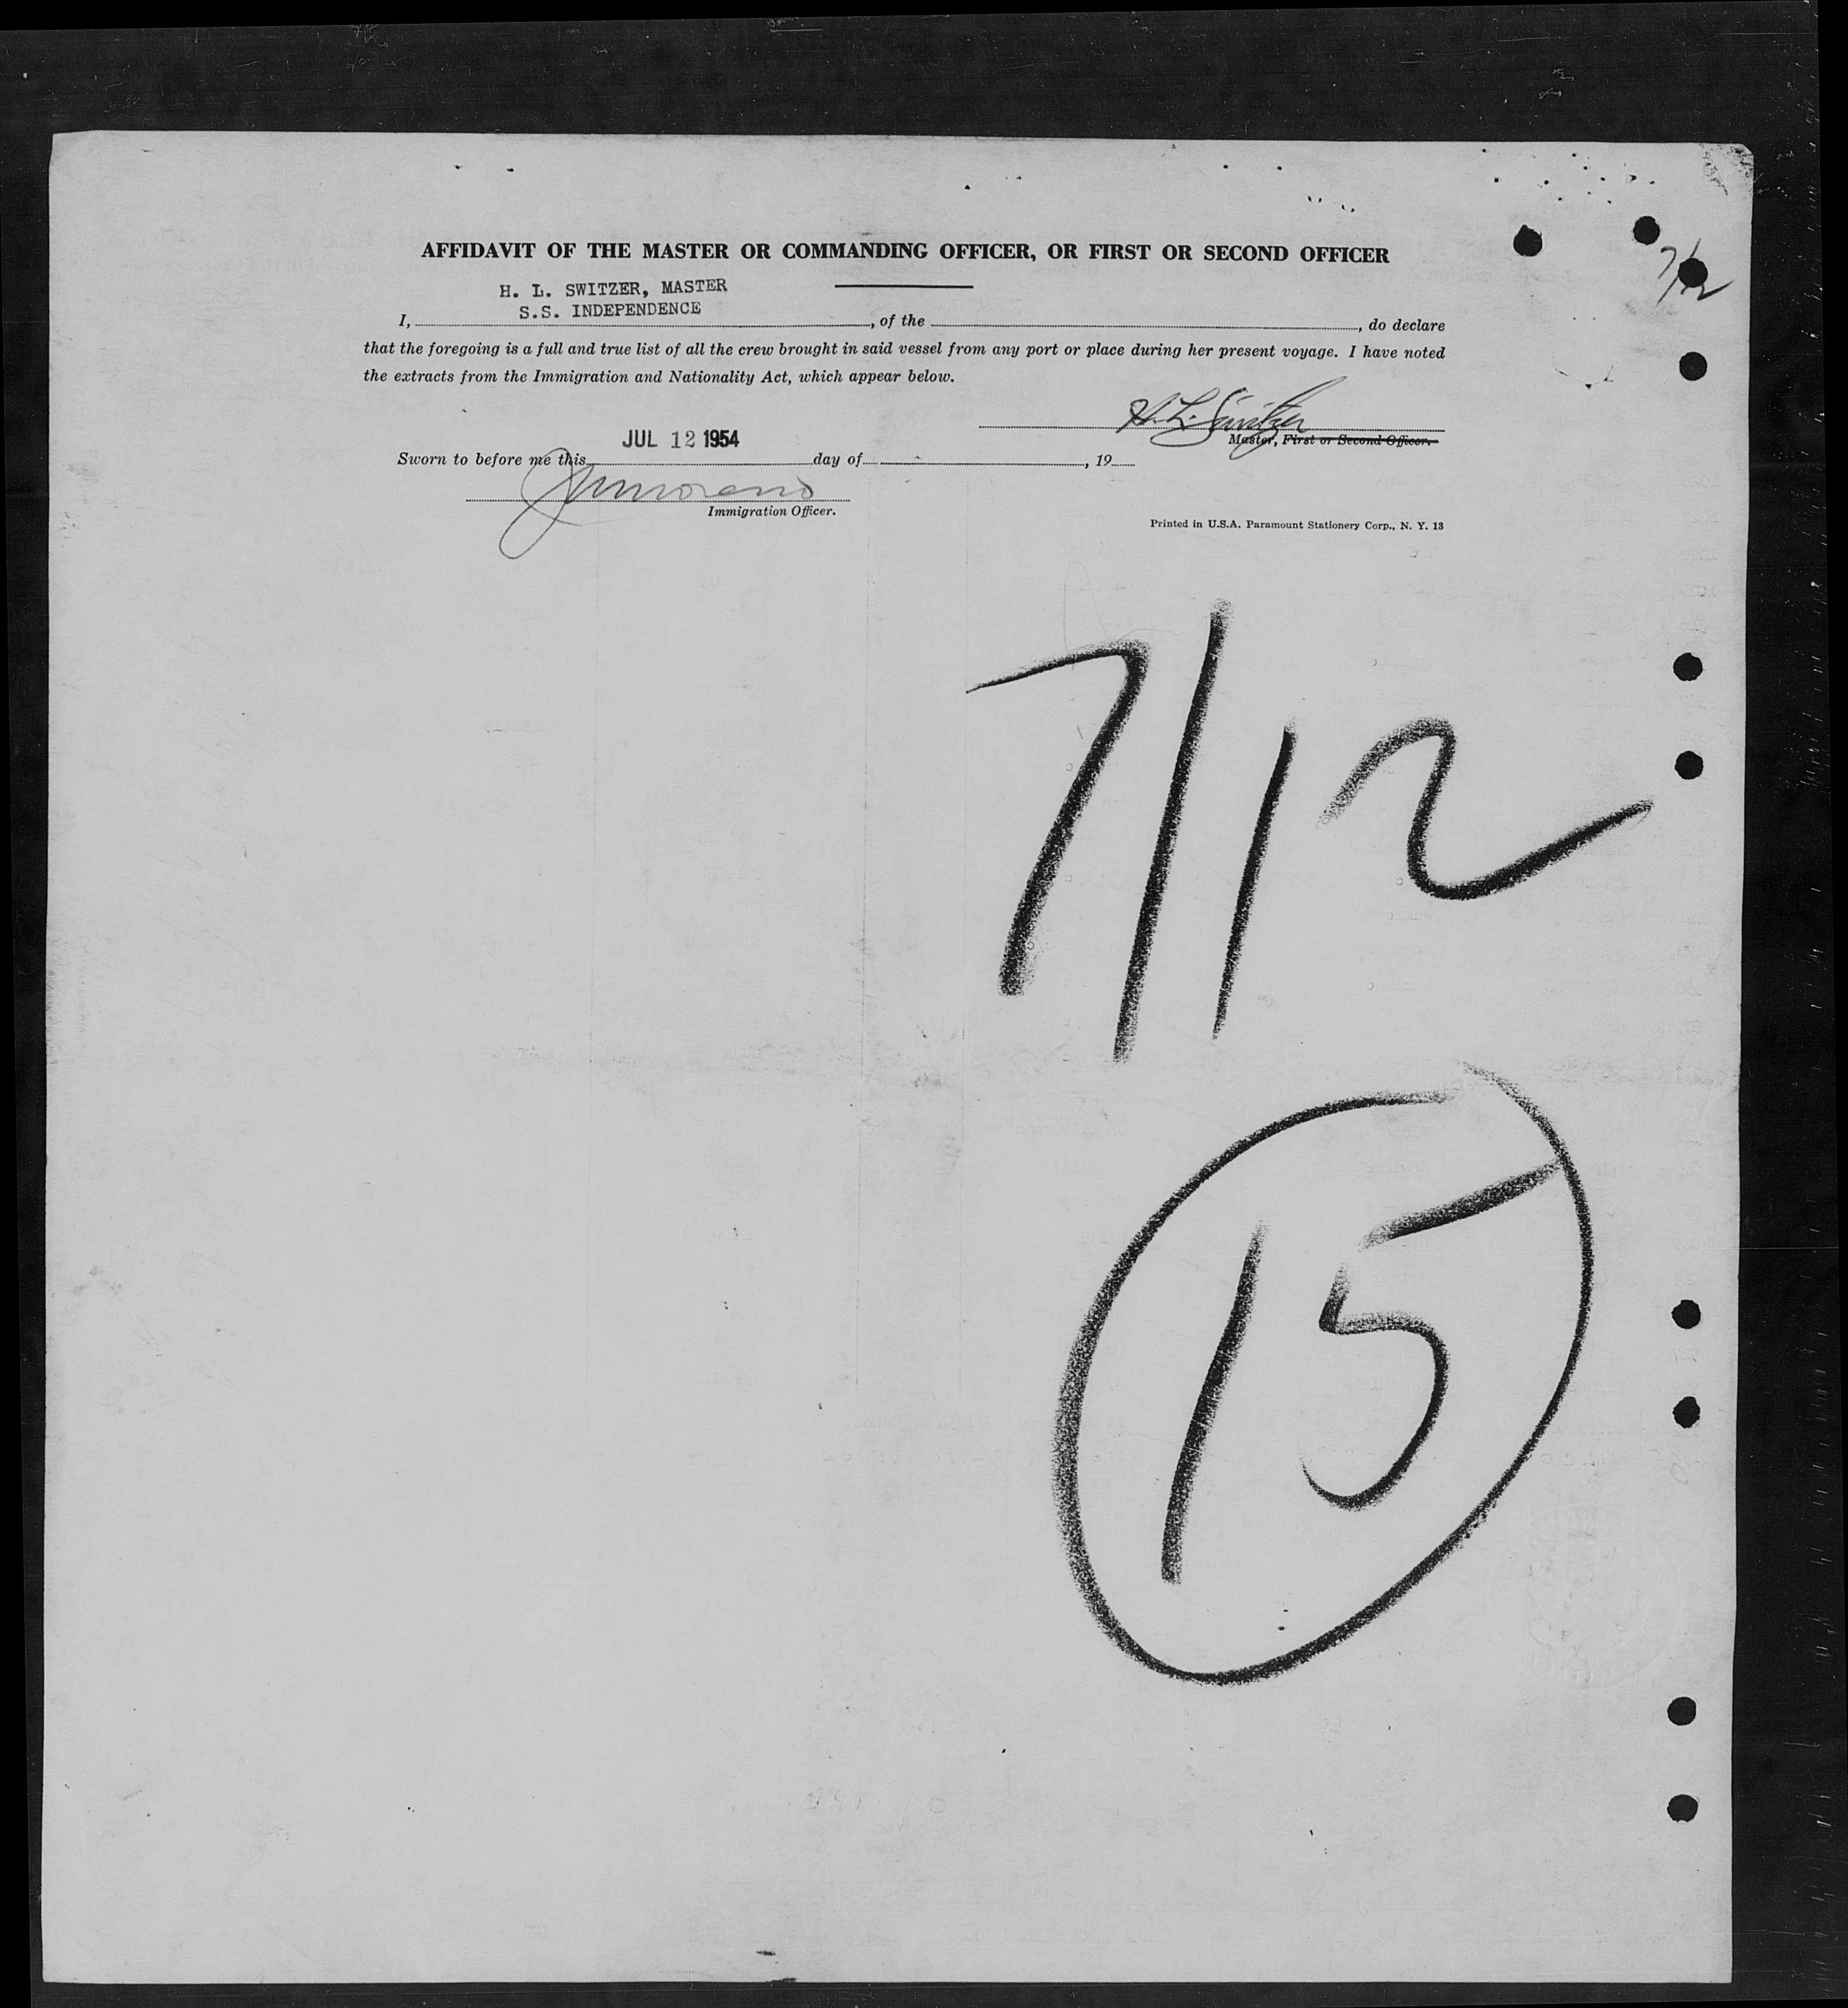 AFFIDAVIT OF THE MASTER OR COMMANDING OFFICER, OR FIRST OR SECOND OFFICER
7/12
H. L. SWITZER, MASTER
S.S. INDEPENDENCE
I, , of the , do declare
that the foregoing is a full and true list of all the crew brought in said vessel from any port or place during her present voyage. I have noted
the extracts from the Immigration and Nationality Act, which appear below.
H. L. Switzer
Master, First or Second Officer.
JUL 12 1954
Sworn to before me this day of , 19
Immigration Officer.
Printed in U.S.A. Paramount Stationery Corp., N. Y. 13
7/12
15